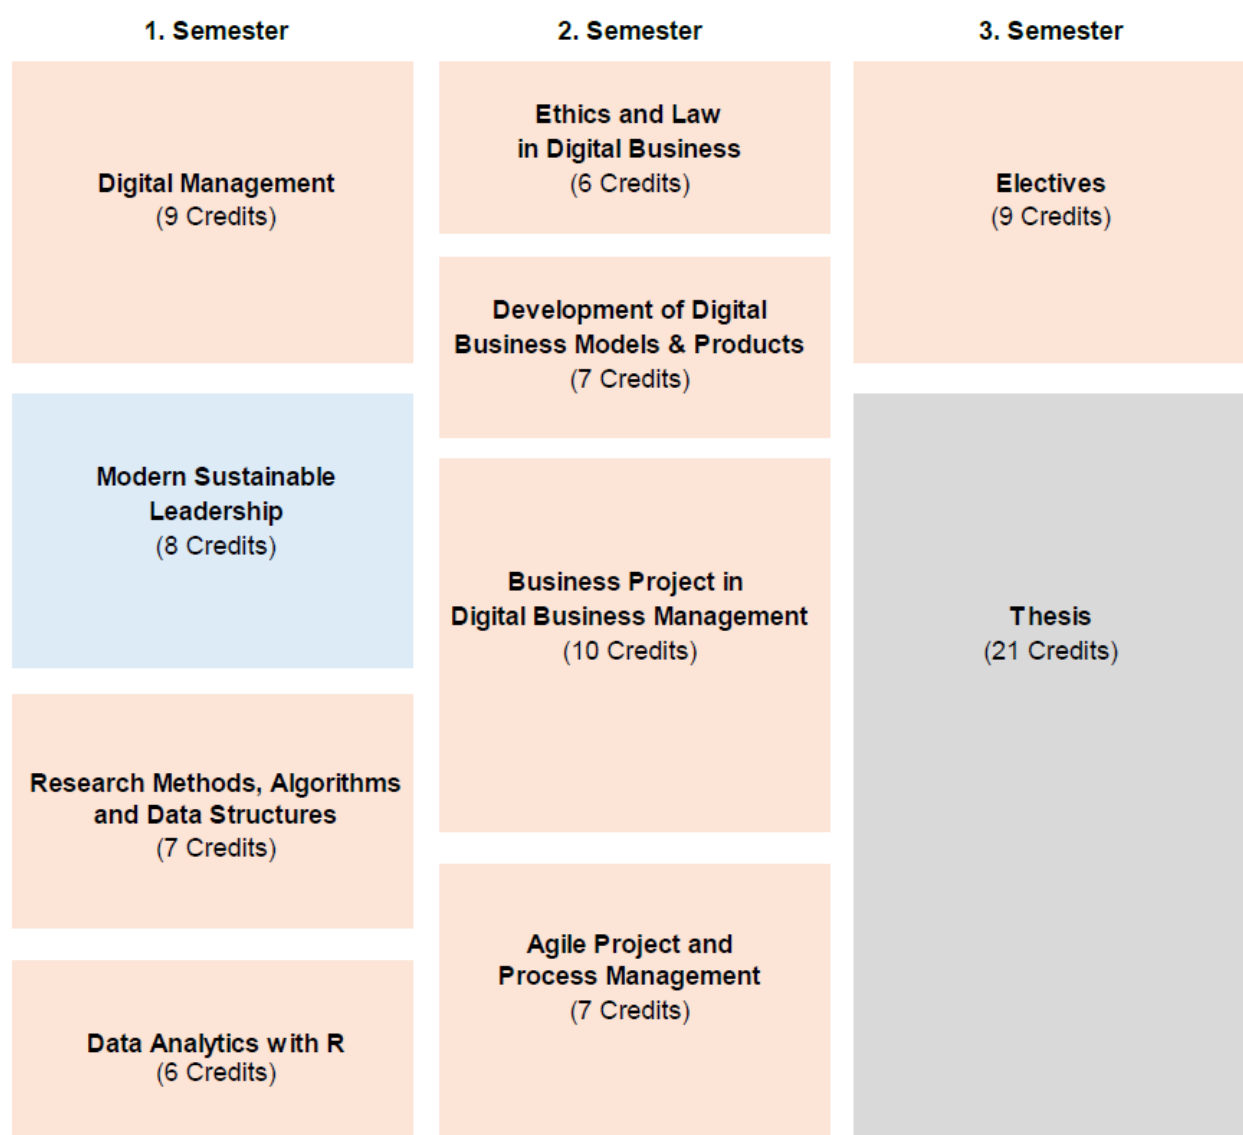 1. Semester
Digital Management
(9 Credits)
Modern Sustainable
Leadership
(8 Credits)
Research Methods, Algorithms
and Data Structures
(7 Credits)
Data Analytics with R
(6 Credits)
2. Semester
Ethics and Law
in Digital Business
(6 Credits)
Development of Digital
Business Models & Products
(7 Credits)
Business Project in
Digital Business Management
(10 Credits)
Agile Project and
Process Management
(7 Credits)
3. Semester
Electives
(9 Credits)
Thesis
(21 Credits)